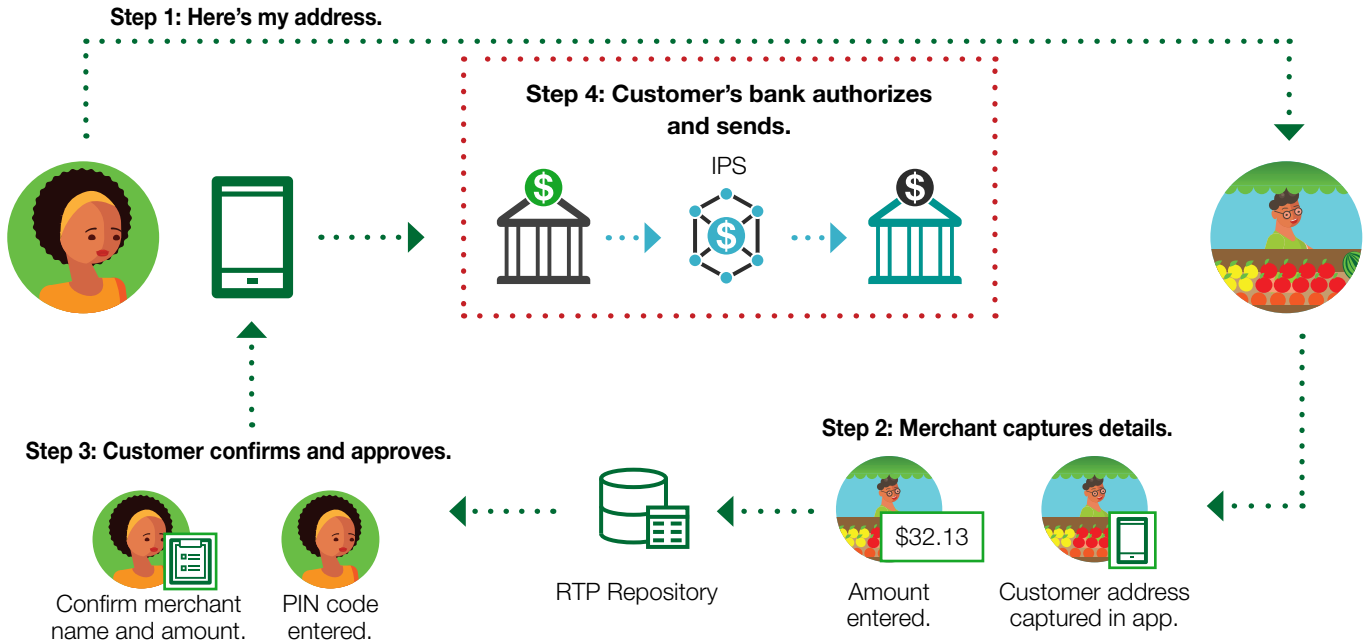 Step 1: Here’s my address.
Step 4: Customer’s bank authorizes
and sends.
IPS
$
$
$
Step 2: Merchant captures details.
Step 3: Customer confirms and approves.
$32.13
RTP Repository
Amount
entered.
Customer address
captured in app.
Confirm merchant
name and amount.
PIN code
entered.